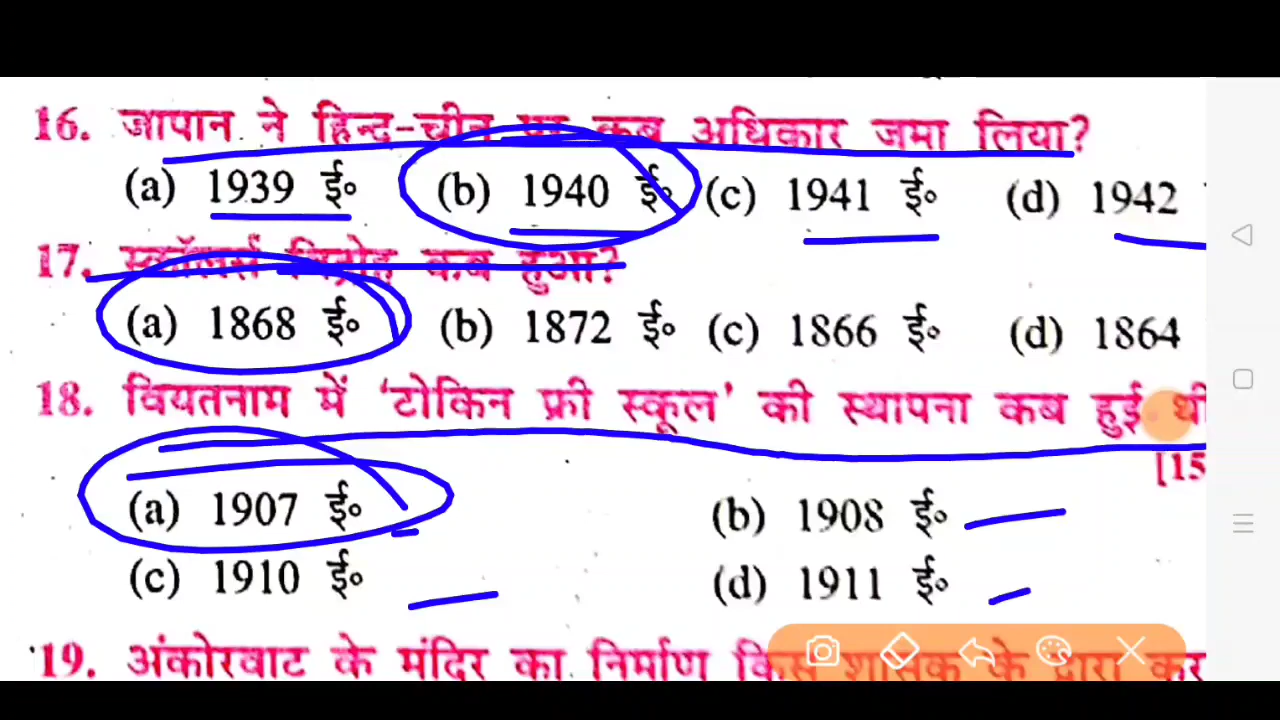 16. जापान ने हिन्द-चीन पर कब अधिकार जमा लिया?
(a) 1939 ई० (b) 1940 ई० (c) 1941 ई० (d) 1942
17. स्कॉलर्स विद्रोह कब हुआ?
(a) 1868 ई० (b) 1872 ई० (c) 1866 ई० (d) 1864
18. वियतनाम में ‘टोकिन फ्री स्कूल’ की स्थापना कब हुई थी
[15
(a) 1907 ई० (b) 1908 ई०
(c) 1910 ई० (d) 1911 ई०
19. अंकोरवाट के मंदिर का निर्माण किस शासक के द्वारा कर